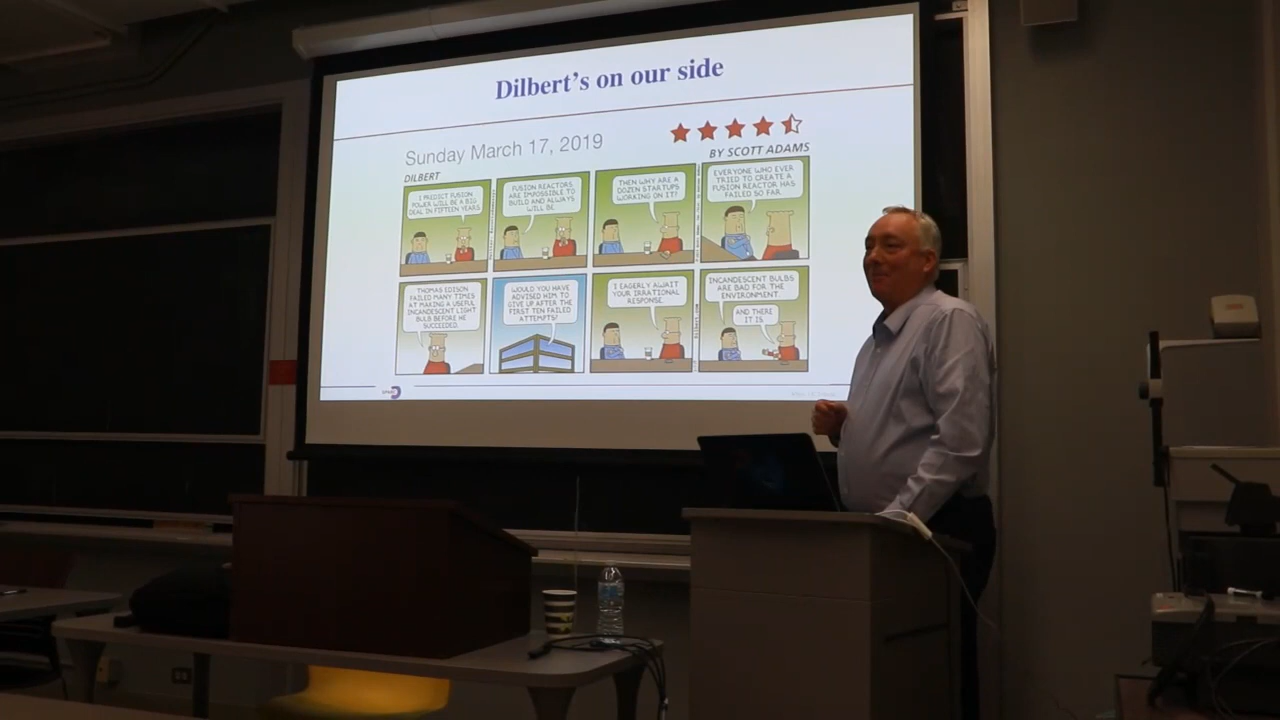 Dilbert's on our side
Sunday March 17, 2019
DILBERT
BY SCOTT ADAMS
I PREDICT FUSION
POWER WILL BE A BIG
DEAL IN FIFTEEN YEARS
FUSION REACTORS
ARE IMPOSSIBLE TO
BUILD AND ALWAYS
WILL BE.
THEN WHY ARE A
DOZEN STARTUPS
WORKING ON IT?
EVERYONE WHO EVER
TRIED TO CREATE A
FUSION REACTOR HAS
FAILED SO FAR.
THOMAS EDISON
FAILED MANY TIMES
AT MAKING A USEFUL
INCANDESCENT LIGHT
BULB BEFORE HE
SUCCEEDED.
WOULD YOU HAVE
ADVISED HIM TO
GIVE UP AFTER THE
FIRST TEN FAILED
ATTEMPTS?
I EAGERLY AWAIT
YOUR IRRATIONAL
RESPONSE.
INCANDESCENT BULBS
ARE BAD FOR THE
ENVIRONMENT.
AND THERE
IT IS